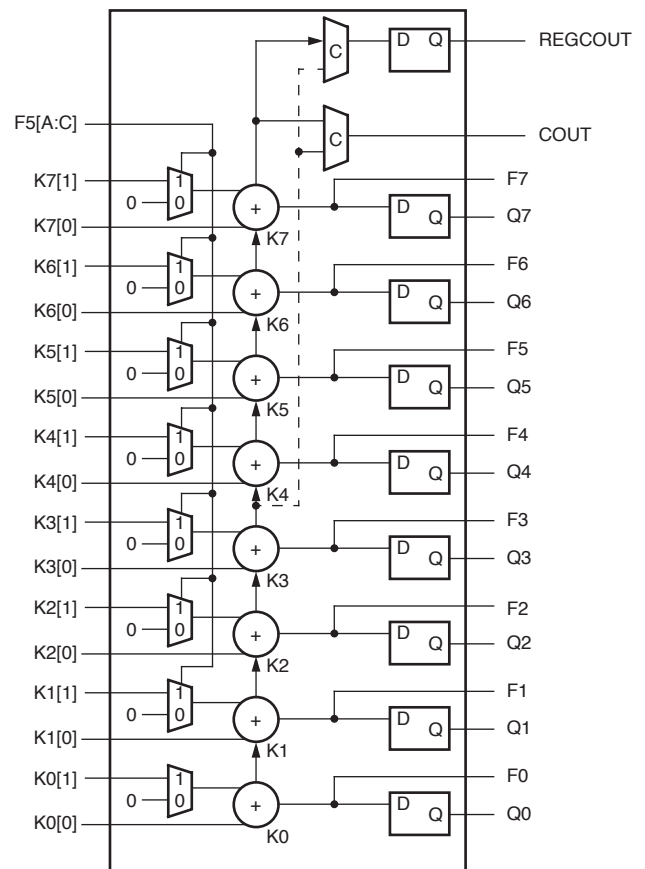 D Q REGCOUT
C
F5[A:C]
C COUT
K7[1] 1 F7
0 0 + D Q Q7
K7[0] K7
K6[1] 1 F6
0 0 + D Q Q6
K6[0] K6
K5[1] 1 F5
0 0 + D Q Q5
K5[0] K5
K4[1] 1 F4
0 0 + D Q Q4
K4[0] K4
K3[1] 1 F3
0 0 + D Q Q3
K3[0] K3
K2[1] 1 F2
0 0 + D Q Q2
K2[0] K2
K1[1] 1 F1
0 0 + D Q Q1
K1[0] K1
K0[1] 1 F0
0 0 + D Q Q0
K0[0] K0